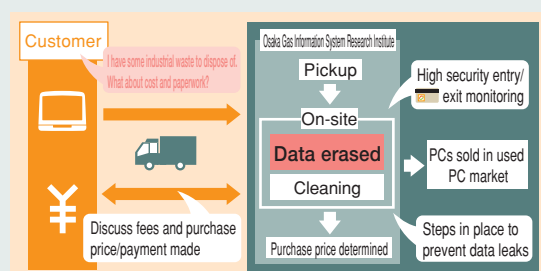 Customer
I have some industrial waste to dispose of.
What about cost and paperwork?
¥
Discuss fees and purchase
price/payment made
Osaka Gas Information System Research Institute
Pickup
On-site
Data erased
Cleaning
Purchase price determined
High security entry/
exit monitoring
PCs sold in used
PC market
Steps in place to
prevent data leaks